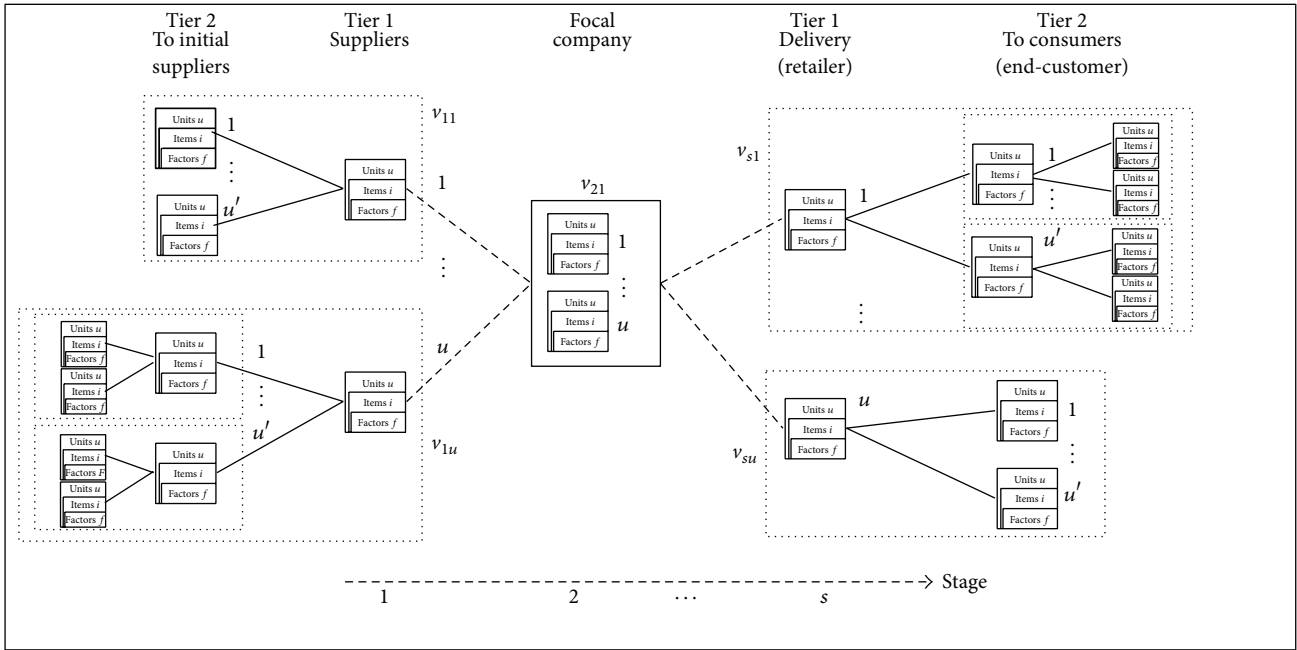 Tier 2
To initial
suppliers
Tier 1
Suppliers
Focal
company
Tier 1
Delivery
(retailer)
Tier 2
To consumers
(end-customer)
Units u
Items i
Factors f
1
⋮
Units u
Items i
Factors f
u′
Units u
Items i
Factors f
v11
1
⋮
Units u
Items i
Factors f
Units u
Items i
Factors f
Units u
Items i
Factors f
1
⋮
Units u
Items i
Factors F
Units u
Items i
Factors f
Units u
Items i
Factors f
u′
Units u
Items i
Factors f
u
v1u
v21
Units u
Items i
Factors f
1
⋮
Units u
Items i
Factors f
u
vs1
Units u
Items i
Factors f
1
Units u
Items i
Factors f
1
⋮
Units u
Items i
Factors f
Units u
Items i
Factors f
Units u
Items i
Factors f
u′
Units u
Items i
Factors f
Units u
Items i
Factors f
⋮
vsu
Units u
Items i
Factors f
u
Units u
Items i
Factors f
1
⋮
Units u
Items i
Factors f
u′
Stage
1 2 ⋯ s